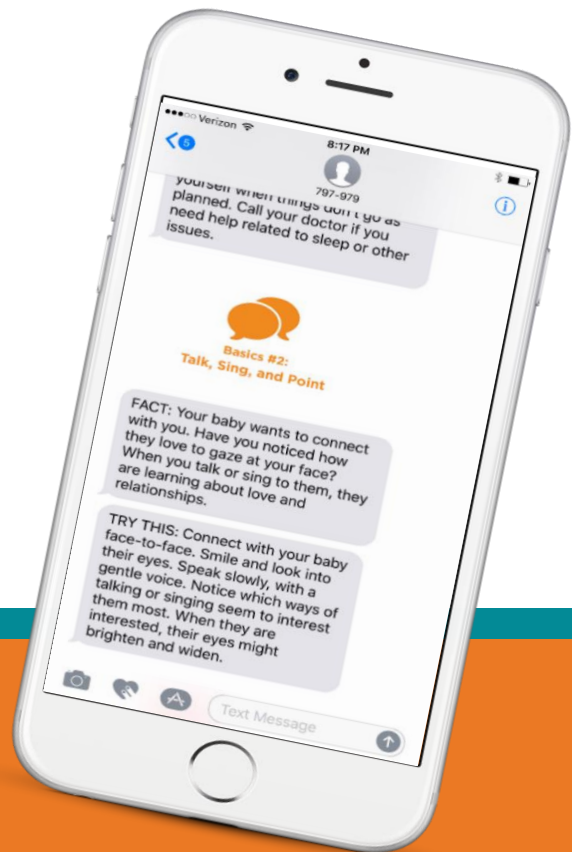 Verizon
8:17 PM
5
797-979
yourself when things don't go as
planned. Call your doctor if you
need help related to sleep or other
issues.
Basics #2:
Talk, Sing, and Point
FACT: Your baby wants to connect
with you. Have you noticed how
they love to gaze at your face?
When you talk or sing to them, they
are learning about love and
relationships.
TRY THIS: Connect with your baby
face-to-face. Smile and look into
their eyes. Speak slowly, with a
gentle voice. Notice which ways of
talking or singing seem to interest
them most. When they are
interested, their eyes might
brighten and widen.
Text Message